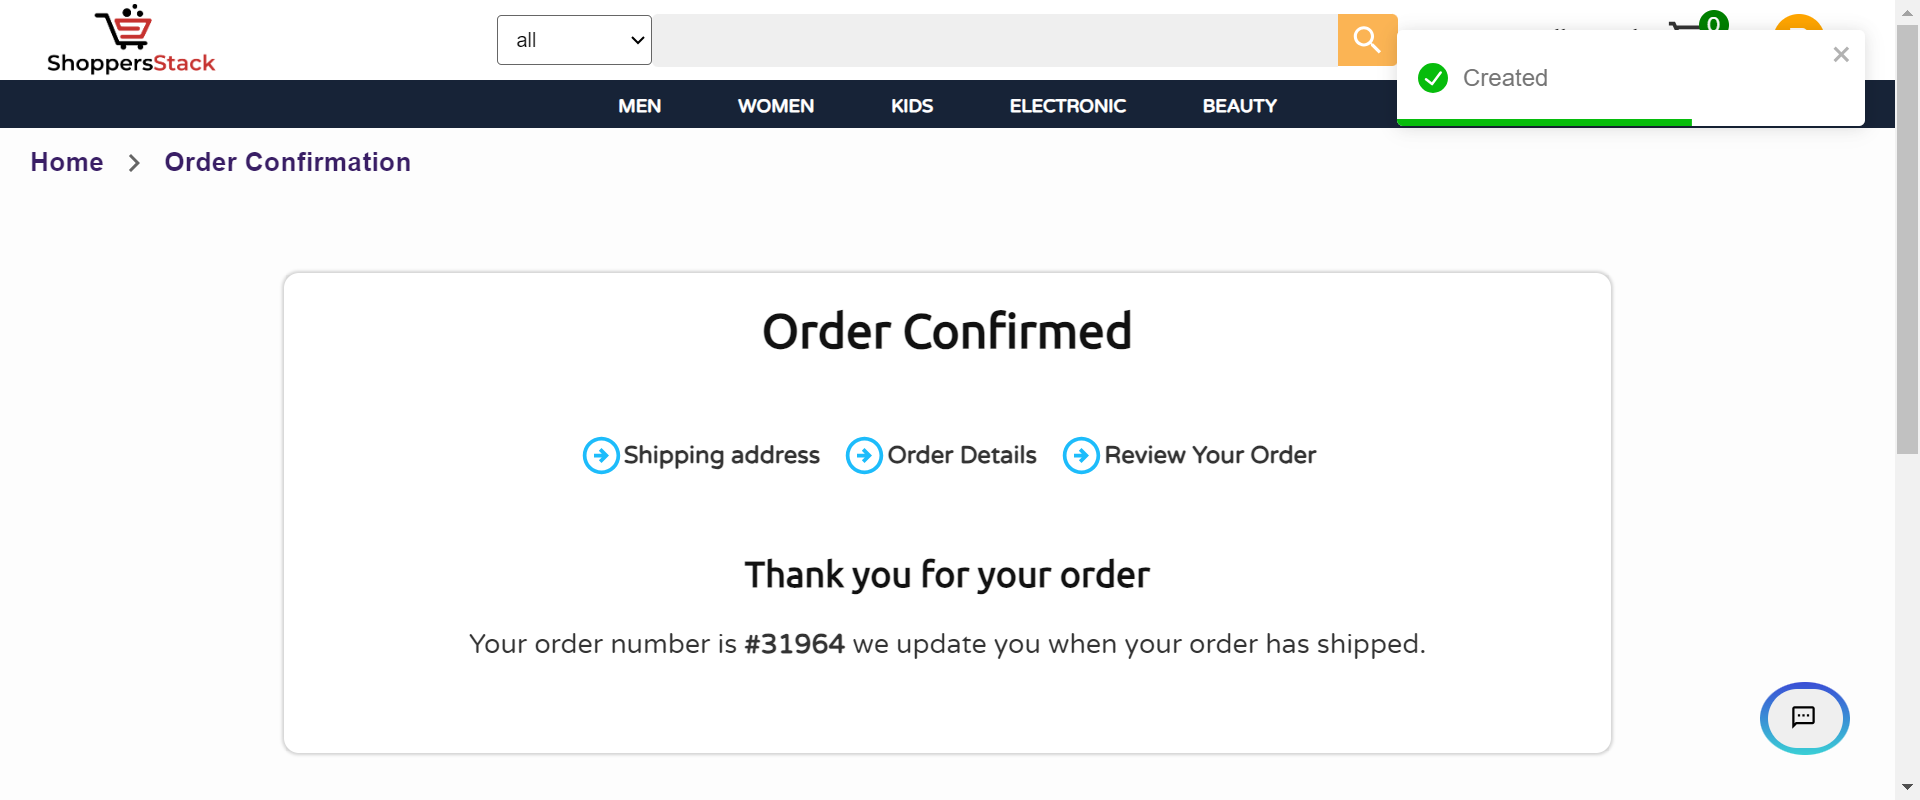 ShoppersStack
all
0
Created
MEN WOMEN KIDS ELECTRONIC BEAUTY
Home > Order Confirmation
Order Confirmed
Shipping address Order Details Review Your Order
Thank you for your order
Your order number is #31964 we update you when your order has shipped.